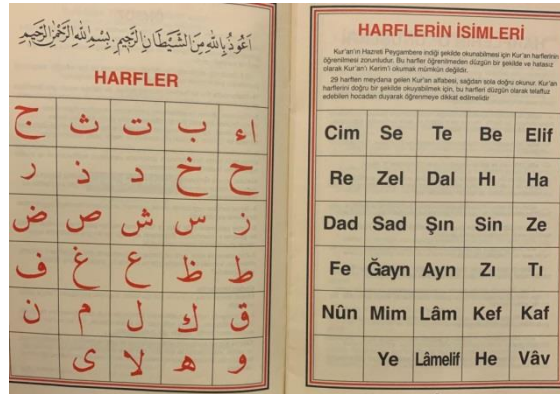 اَعُوذُ بِاللّٰهِ مِنَ الشَّيْطَانِ الرَّجِيمِ بِسْمِ اللّٰهِ الرَّحْمٰنِ الرَّحِيمِ
HARFLER
اء ب ت ث ج
ح خ د ذ ر
ز س ش ص ض
ط ظ ع غ ف
ق ك ل م ن
و ه لا ى
HARFLERİN İSİMLERİ
Kur'an'ın Hazreti Peygambere indiği şekilde okunabilmesi için Kur'an harflerinin
öğrenilmesi zorunludur. Bu harfler öğrenilmeden düzgün bir şekilde ve hatasız
olarak Kur'an'ı Kerim'i okumak mümkün değildir.
29 harften meydana gelen Kur'an alfabesi, sağdan sola doğru okunur. Kur'an
harflerini doğru bir şekilde okuyabilmek için, bu harfleri düzgün olarak telaffuz
edebilen hocadan duyarak öğrenmeye dikkat edilmelidir.
Cim Se Te Be Elif
Re Zel Dal Hı Ha
Dad Sad Şın Sin Ze
Fe Ğayn Ayn Zı Tı
Nûn Mim Lâm Kef Kaf
Ye Lâmelif He Vâv